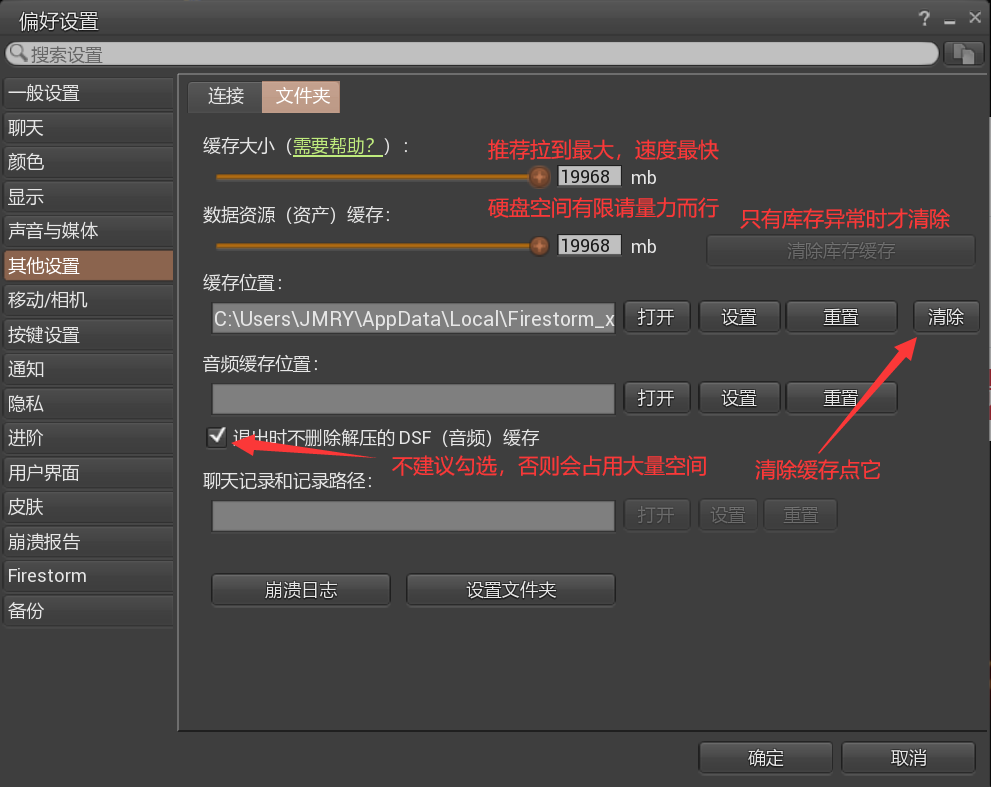 偏好设置
搜索设置
一般设置
聊天
颜色
显示
声音与媒体
其他设置
移动/相机
按键设置
通知
隐私
进阶
用户界面
皮肤
崩溃报告
Firestorm
备份
连接 文件夹
缓存大小（需要帮助？）：
推荐拉到最大，速度最快
19968 mb
数据资源（资产）缓存：
硬盘空间有限请量力而行
只有库存异常时才清除
19968 mb
清除库存缓存
缓存位置：
C:\Users\JMRY\AppData\Local\Firestorm_x 打开 设置 重置 清除
音频缓存位置：
打开 设置 重置
退出时不删除解压的 DSF（音频）缓存
不建议勾选，否则会占用大量空间
清除缓存点它
聊天记录和记录路径：
打开 设置 重置
崩溃日志 设置文件夹
确定 取消